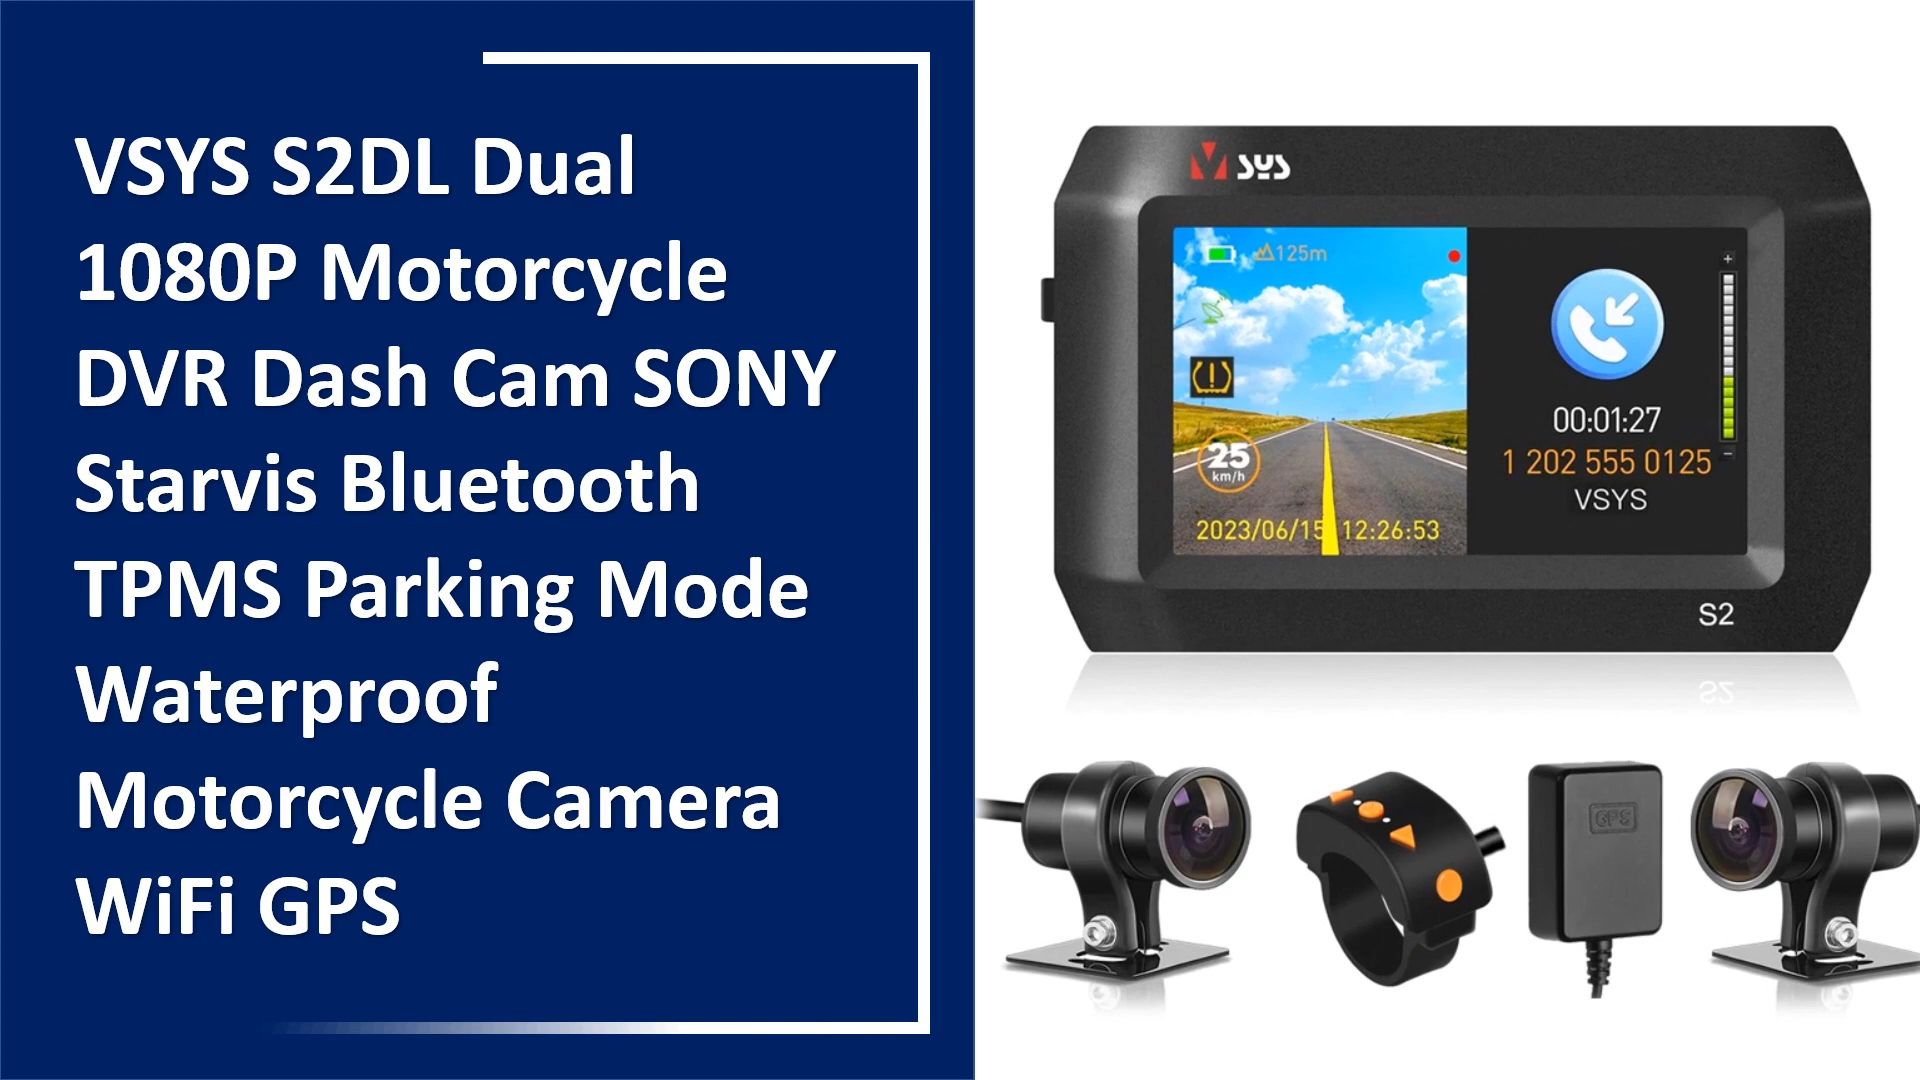 VSYS S2DL Dual
1080P Motorcycle
DVR Dash Cam SONY
Starvis Bluetooth
TPMS Parking Mode
Waterproof
Motorcycle Camera
WiFi GPS
V SYS
125m
25
km/h
2023/06/15 12:26:53
+
00:01:27
1 202 555 0125
-
VSYS
S2
GPS